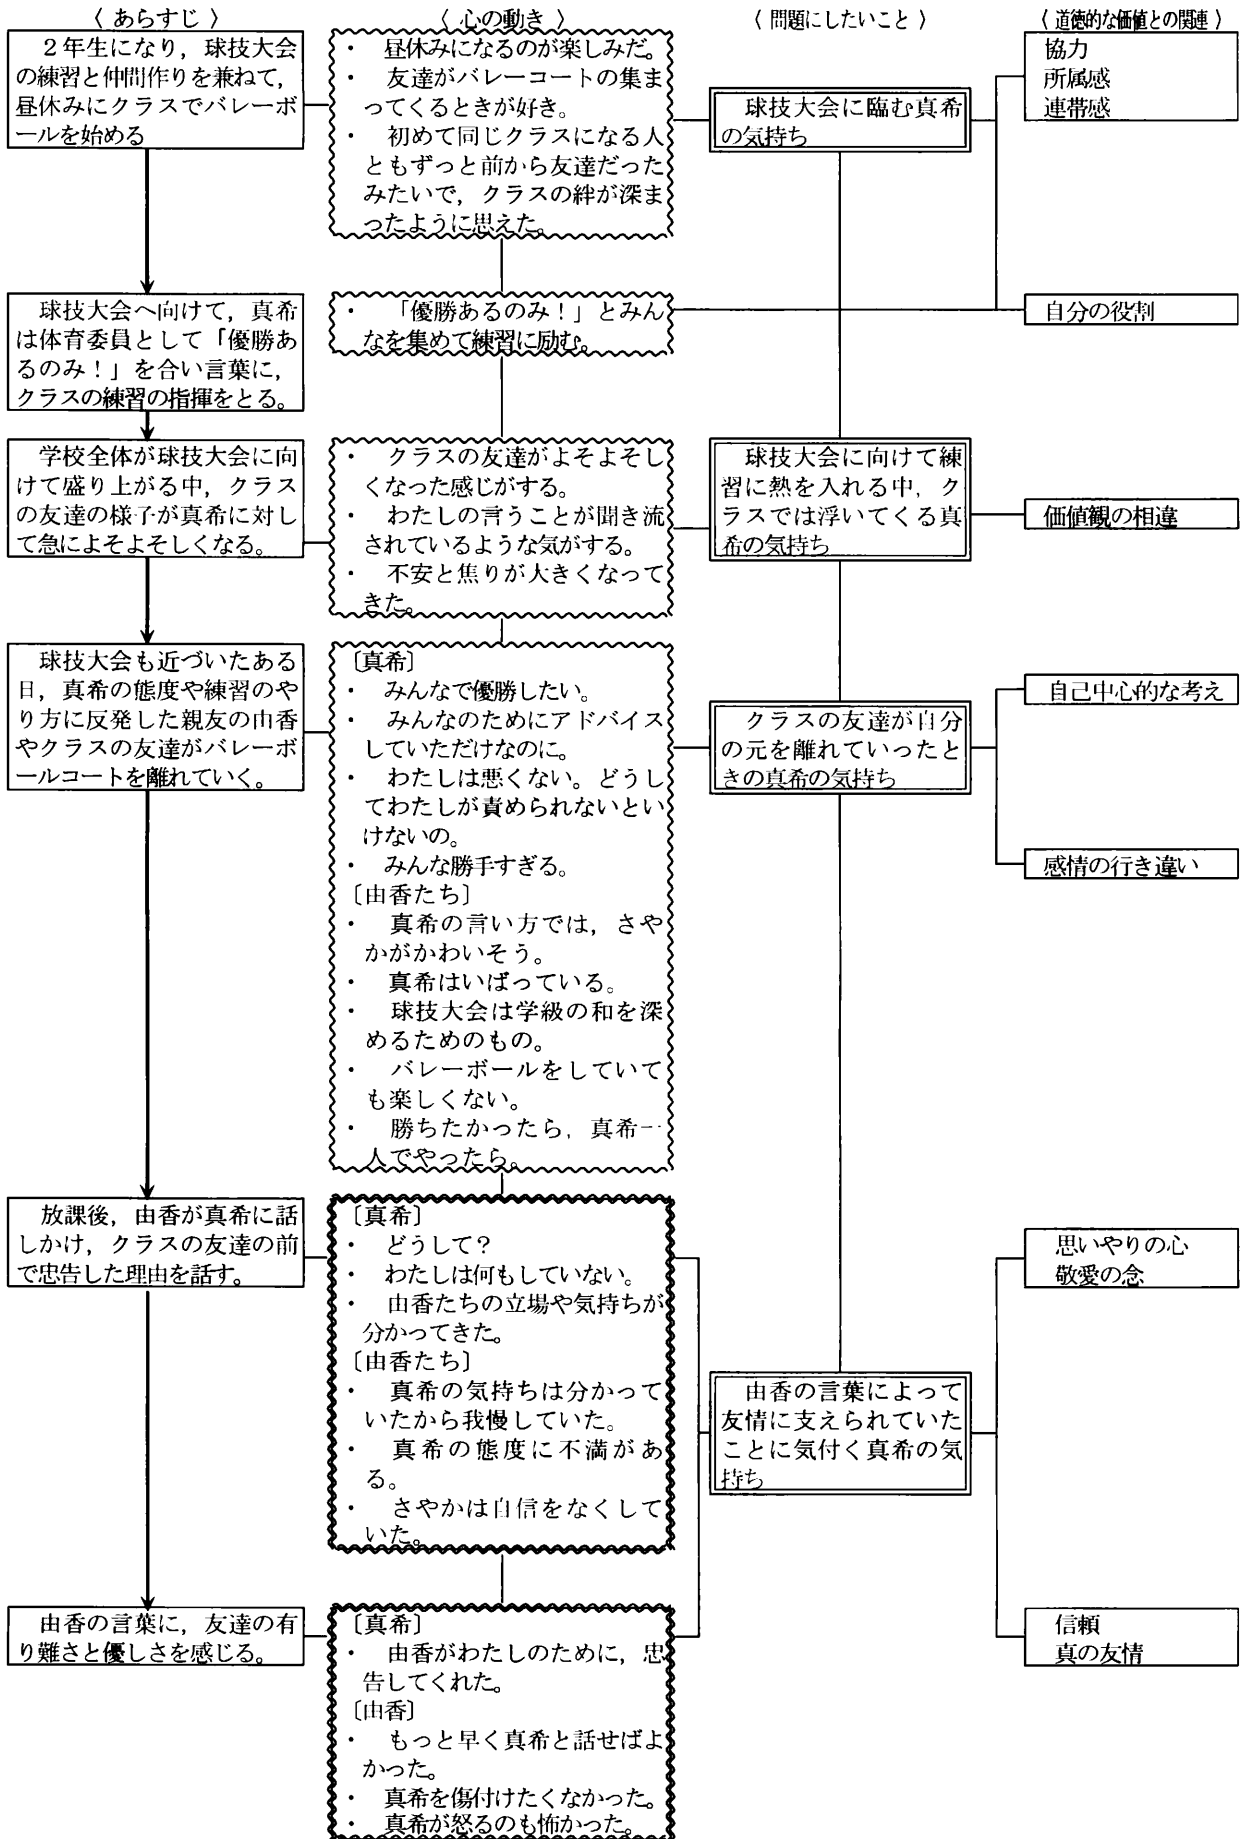 〈 あらすじ 〉
〈 心の動き 〉
〈 問題にしたいこと 〉
〈 道徳的な価値との関連 〉
2年生になり，球技大会
の練習と仲間作りを兼ねて，
昼休みにクラスでバレーボ
ールを始める
・　昼休みになるのが楽しみだ。
・　友達がバレーコートの集ま
ってくるときが好き。
・　初めて同じクラスになる人
ともずっと前から友達だった
みたいで，クラスの絆が深ま
ったように思えた。
球技大会に臨む真希
の気持ち
協力
所属感
連帯感
球技大会へ向けて，真希
は体育委員として「優勝あ
るのみ！」を合い言葉に，
クラスの練習の指揮をとる。
・　「優勝あるのみ！」とみん
なを集めて練習に励む。
自分の役割
学校全体が球技大会に向
けて盛り上がる中，クラス
の友達の様子が真希に対し
て急によそよそしくなる。
・　クラスの友達がよそよそし
くなった感じがする。
・　わたしの言うことが聞き流
されているような気がする。
・　不安と焦りが大きくなって
きた。
球技大会に向けて練
習に熱を入れる中，ク
ラスでは浮いてくる真
希の気持ち
価値観の相違
球技大会も近づいたある
日，真希の態度や練習のや
り方に反発した親友の由香
やクラスの友達がバレーボ
ールコートを離れていく。
〔真希〕
・　みんなで優勝したい。
・　みんなのためにアドバイス
していただけなのに。
・　わたしは悪くない。どうし
てわたしが責められないとい
けないの。
・　みんな勝手すぎる。
〔由香たち〕
・　真希の言い方では，さや
かがかわいそう。
・　真希はいばっている。
・　球技大会は学級の和を深
めるためのもの。
・　バレーボールをしていて
も楽しくない。
・　勝ちたかったら，真希一
人でやったら。
クラスの友達が自分
の元を離れていったと
きの真希の気持ち
自己中心的な考え
感情の行き違い
放課後，由香が真希に話
しかけ，クラスの友達の前
で忠告した理由を話す。
〔真希〕
・　どうして？
・　わたしは何もしていない。
・　由香たちの立場や気持ちが
分かってきた。
〔由香たち〕
・　真希の気持ちは分かって
いたから我慢していた。
・　真希の態度に不満があ
る。
・　さやかは自信をなくして
いた。
由香の言葉によって
友情に支えられていた
ことに気付く真希の気
持ち
思いやりの心
敬愛の念
由香の言葉に，友達の有
り難さと優しさを感じる。
〔真希〕
・　由香がわたしのために，忠
告してくれた。
〔由香〕
・　もっと早く真希と話せばよ
かった。
・　真希を傷付けたくなかった。
・　真希が怒るのも怖かった。
信頼
真の友情